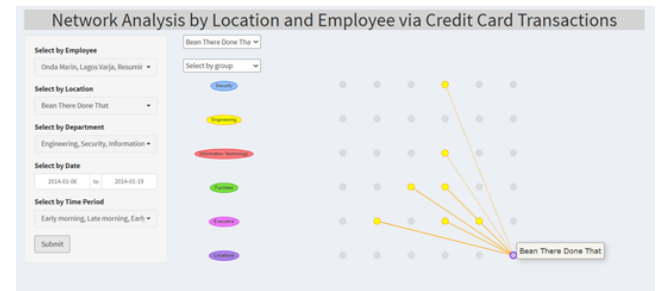 Network Analysis by Location and Employee via Credit Card Transactions
Select by Employee
Onda Marin, Lagos Varja, Resumir
Select by Location
Bean There Done That
Select by Department
Engineering, Security, Information
Select by Date
2014-01-06 to 2014-01-19
Select by Time Period
Early morning, Late morning, Early
Submit
Bean There Done Tha
Select by group
Security
Engineering
Information Technology
Facilities
Executive
Locations
Bean There Done That